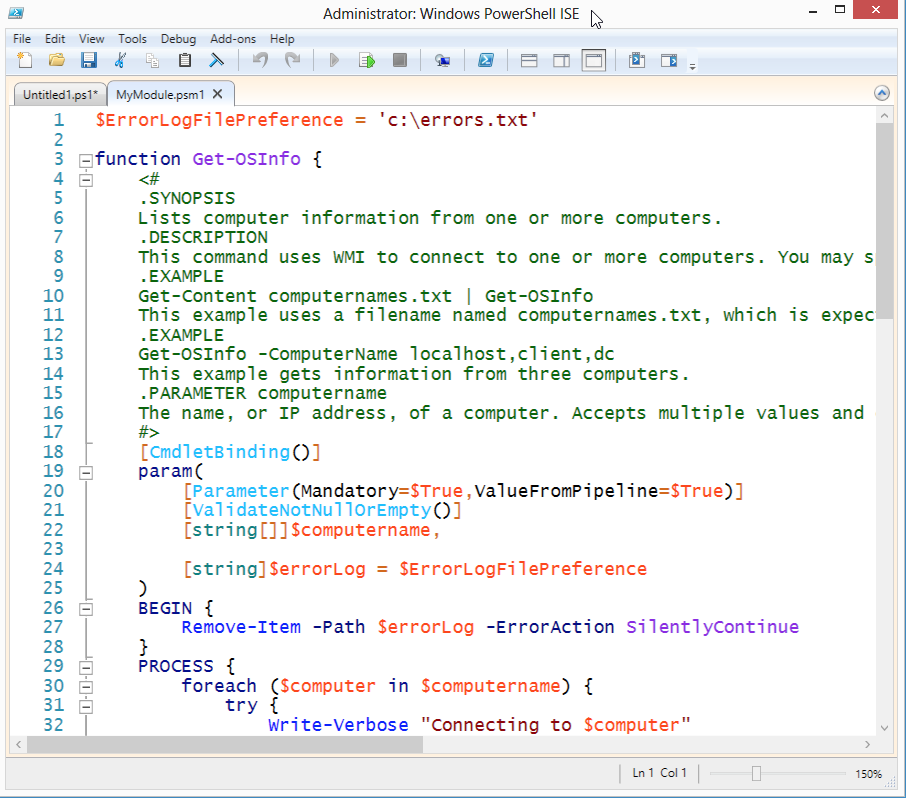 Administrator: Windows PowerShell ISE
File Edit View Tools Debug Add-ons Help
Untitled1.ps1* MyModule.psm1 X
1 $ErrorLogFilePreference = 'c:\errors.txt'
2
3 function Get-OSInfo {
4 <#
5 .SYNOPSIS
6 Lists computer information from one or more computers.
7 .DESCRIPTION
8 This command uses WMI to connect to one or more computers. You may s
9 .EXAMPLE
10 Get-Content computernames.txt | Get-OSInfo
11 This example uses a filename named computernames.txt, which is expec
12 .EXAMPLE
13 Get-OSInfo -ComputerName localhost,client,dc
14 This example gets information from three computers.
15 .PARAMETER computername
16 The name, or IP address, of a computer. Accepts multiple values and
17 #>
18 [CmdletBinding()]
19 param(
20 [Parameter(Mandatory=$True,ValueFromPipeline=$True)]
21 [ValidateNotNullOrEmpty()]
22 [string[]]$computername,
23
24 [string]$errorLog = $ErrorLogFilePreference
25 )
26 BEGIN {
27 Remove-Item -Path $errorLog -ErrorAction SilentlyContinue
28 }
29 PROCESS {
30 foreach ($computer in $computername) {
31 try {
32 Write-Verbose "Connecting to $computer"
Ln 1 Col 1 150%